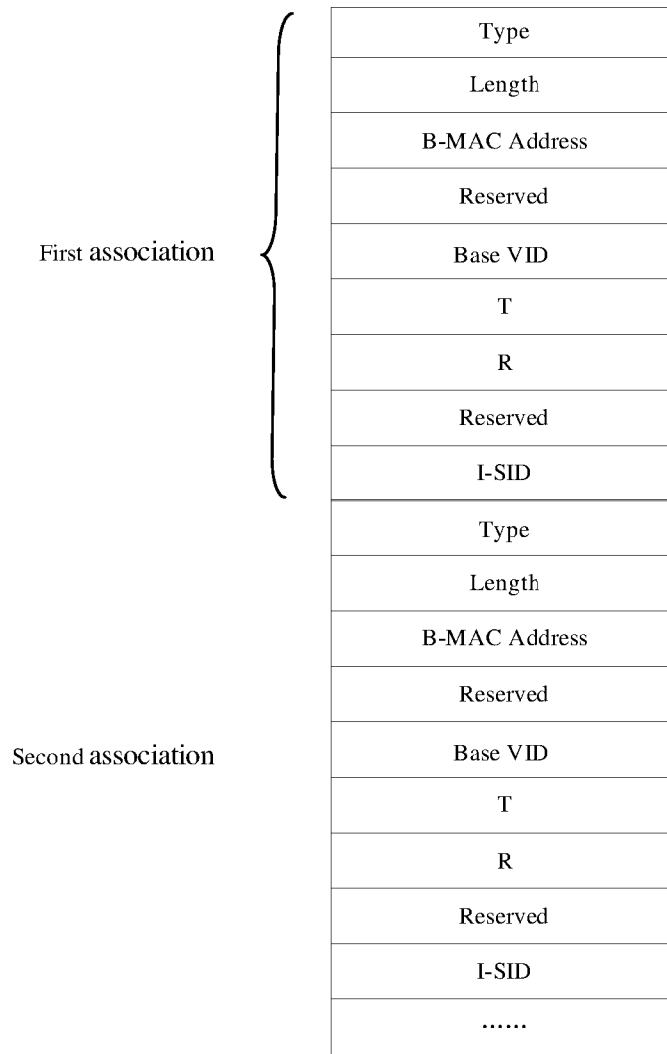 Type
Length
B-MAC Address
Reserved
First association
Base VID
T
R
Reserved
I-SID
Type
Length
B-MAC Address
Reserved
Second association
Base VID
T
R
Reserved
I-SID
......